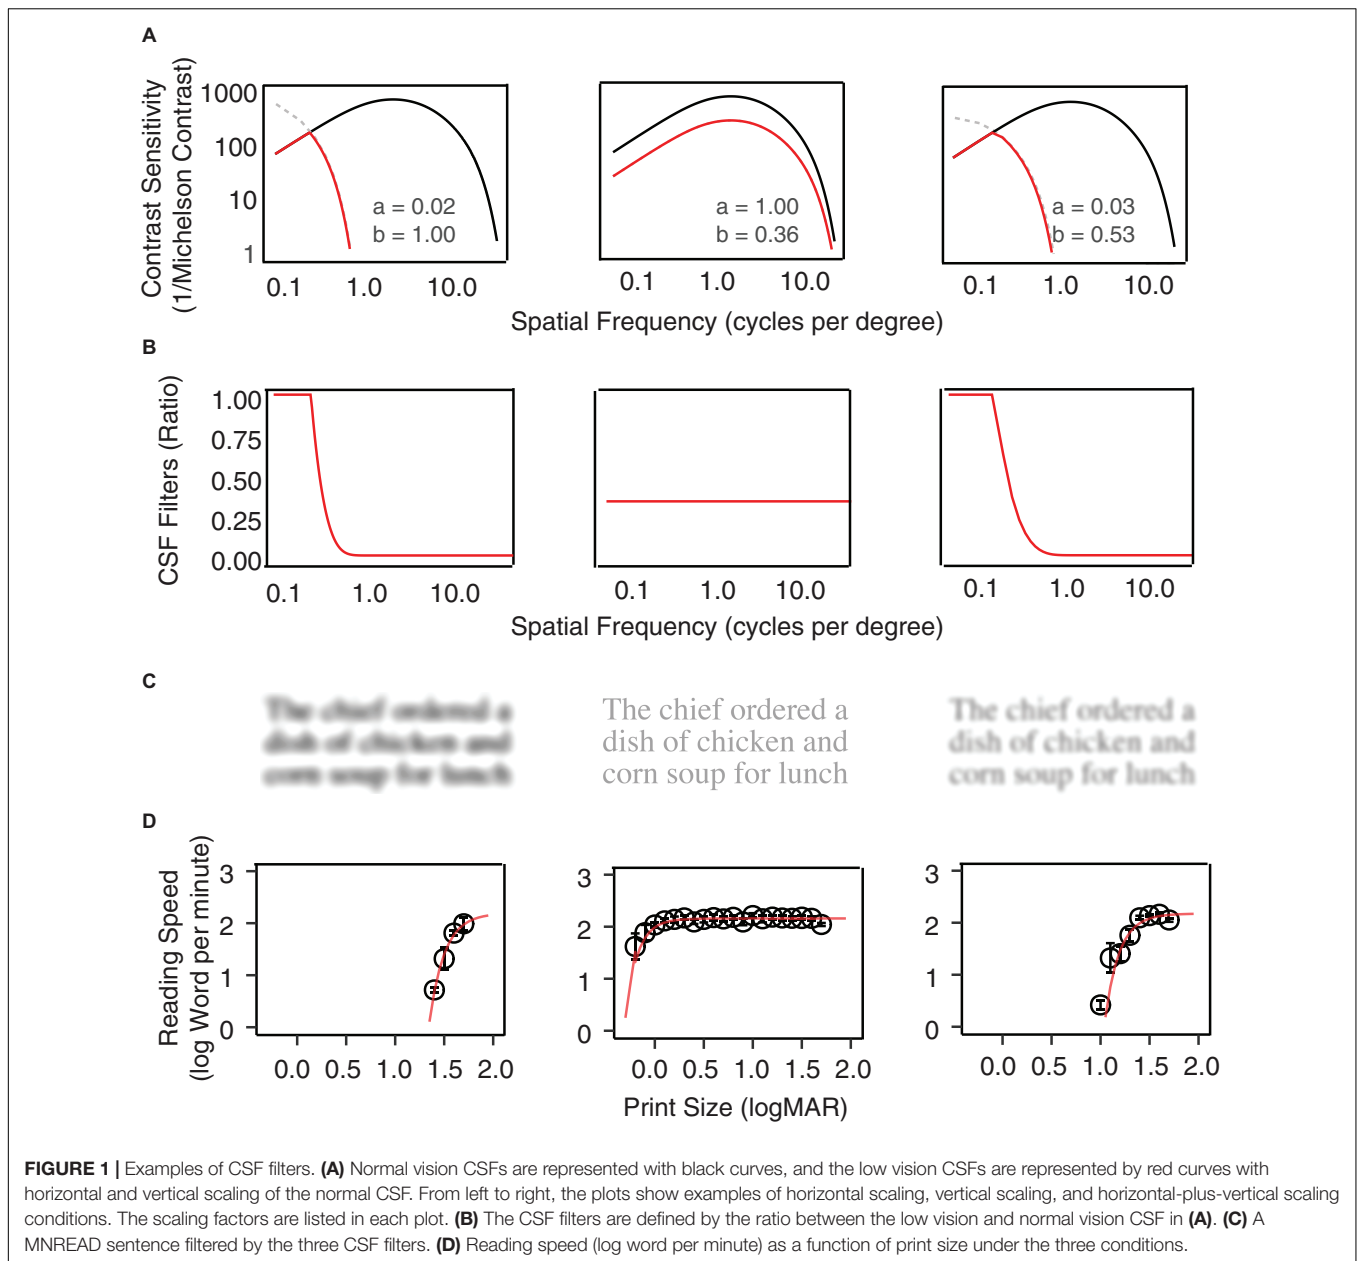 A
Contrast Sensitivity
(1/Michelson Contrast)
1000
100
10
1
a = 0.02
b = 1.00
a = 1.00
b = 0.36
a = 0.03
b = 0.53
0.1 1.0 10.0
0.1 1.0 10.0
0.1 1.0 10.0
Spatial Frequency (cycles per degree)
B
CSF Filters (Ratio)
1.00
0.75
0.50
0.25
0.00
0.1 1.0 10.0
0.1 1.0 10.0
0.1 1.0 10.0
Spatial Frequency (cycles per degree)
C
The chief ordered a
dish of chicken and
corn soup for lunch
The chief ordered a
dish of chicken and
corn soup for lunch
The chief ordered a
dish of chicken and
corn soup for lunch
D
Reading Speed
(log Word per minute)
3
2
1
0
0.0 0.5 1.0 1.5 2.0
3
2
1
0
0.0 0.5 1.0 1.5 2.0
3
2
1
0
0.0 0.5 1.0 1.5 2.0
Print Size (logMAR)
FIGURE 1 | Examples of CSF filters. (A) Normal vision CSFs are represented with black curves, and the low vision CSFs are represented by red curves with
horizontal and vertical scaling of the normal CSF. From left to right, the plots show examples of horizontal scaling, vertical scaling, and horizontal-plus-vertical scaling
conditions. The scaling factors are listed in each plot. (B) The CSF filters are defined by the ratio between the low vision and normal vision CSF in (A). (C) A
MNREAD sentence filtered by the three CSF filters. (D) Reading speed (log word per minute) as a function of print size under the three conditions.